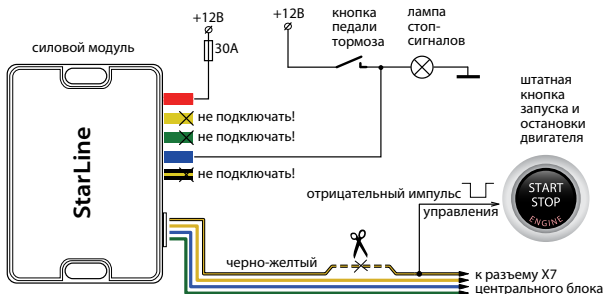 +12В
+12В
кнопка
педали
тормоза
лампа
стоп-
сигналов
силовой модуль
30А
штатная
кнопка
запуска и
остановки
двигателя
не подключать!
не подключать!
не подключать!
StarLine
START
STOP
ENGINE
отрицательный импульс
управления
черно-желтый
к разъему X7
центрального блока